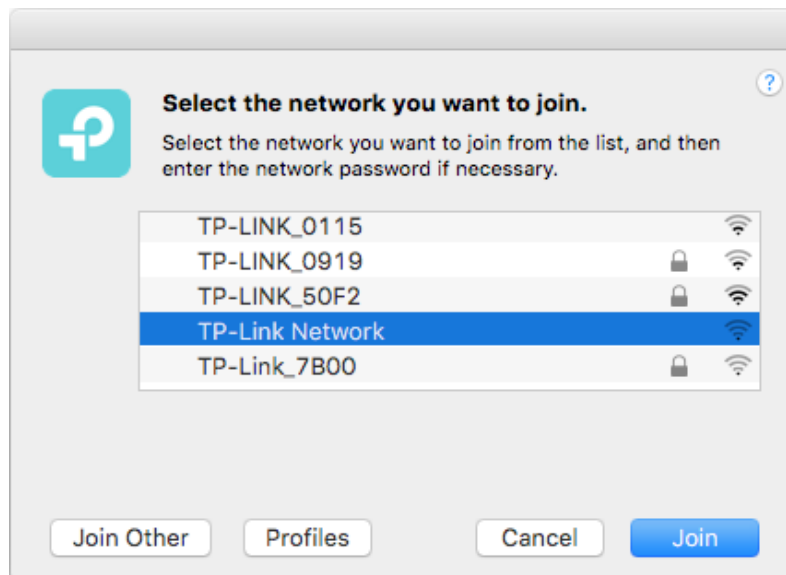 ?
Select the network you want to join.
Select the network you want to join from the list, and then
enter the network password if necessary.
TP-LINK_0115
TP-LINK_0919
TP-LINK_50F2
TP-Link Network
TP-Link_7B00
Join Other Profiles Cancel Join